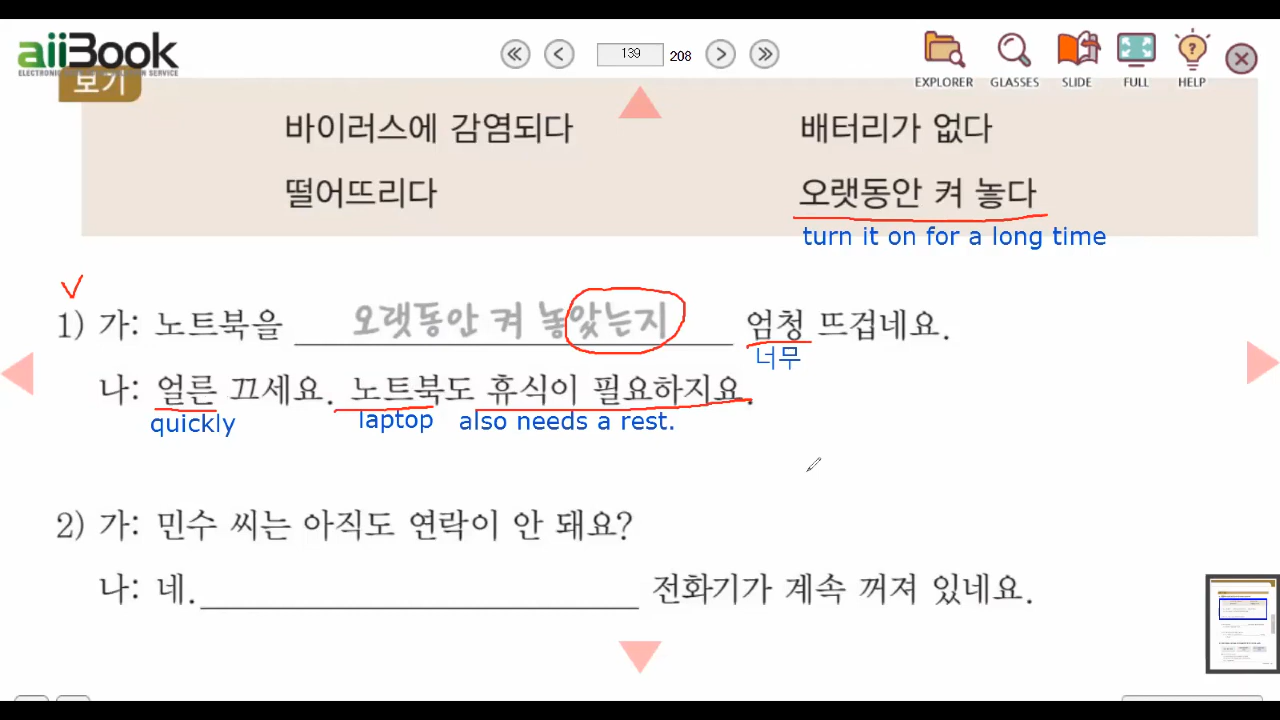 aiiBook
139 208
EXPLORER GLASSES SLIDE FULL HELP
보기
바이러스에 감염되다 배터리가 없다
떨어뜨리다 오랫동안 켜 놓다
turn it on for a long time
1) 가: 노트북을 오랫동안 켜 놓았는지 엄청 뜨겁네요.
너무
나: 얼른 끄세요. 노트북도 휴식이 필요하지요.
quickly laptop also needs a rest.
2) 가: 민수 씨는 아직도 연락이 안 돼요?
나: 네. 전화기가 계속 꺼져 있네요.